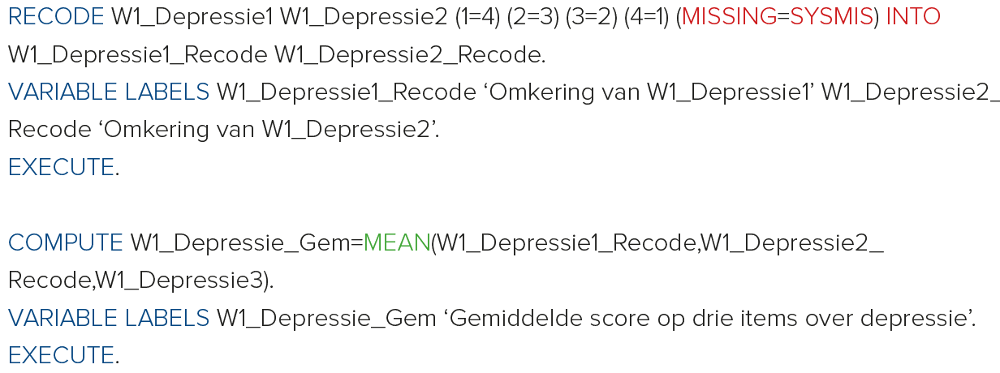 RECODE W1_Depressie1 W1_Depressie2 (1=4) (2=3) (3=2) (4=1) (MISSING=SYSMIS) INTO
W1_Depressie1_Recode W1_Depressie2_Recode.
VARIABLE LABELS W1_Depressie1_Recode ‘Omkering van W1_Depressie1’ W1_Depressie2_
Recode ‘Omkering van W1_Depressie2’.
EXECUTE.
COMPUTE W1_Depressie_Gem=MEAN(W1_Depressie1_Recode,W1_Depressie2_
Recode,W1_Depressie3).
VARIABLE LABELS W1_Depressie_Gem ‘Gemiddelde score op drie items over depressie’.
EXECUTE.